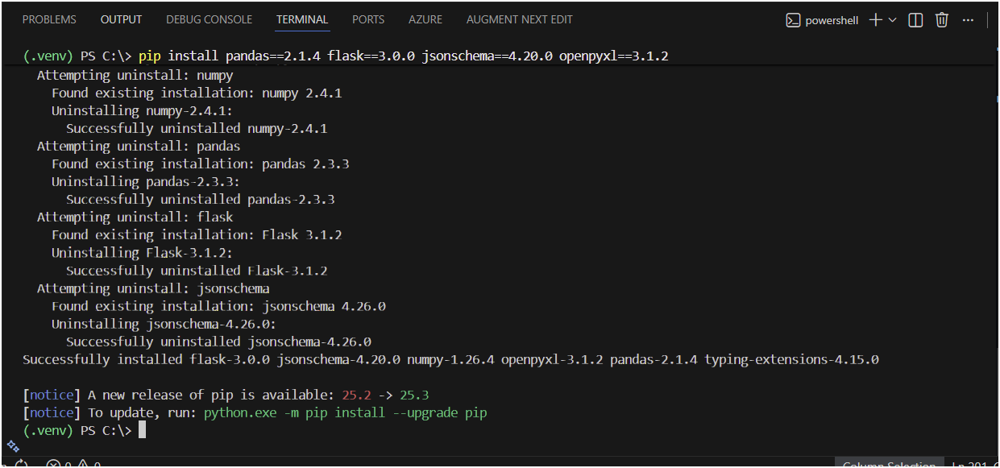 PROBLEMS OUTPUT DEBUG CONSOLE TERMINAL PORTS AZURE AUGMENT NEXT EDIT powershell
(.venv) PS C:\> pip install pandas==2.1.4 flask==3.0.0 jsonschema==4.20.0 openpyxl==3.1.2
Attempting uninstall: numpy
Found existing installation: numpy 2.4.1
Uninstalling numpy-2.4.1:
Successfully uninstalled numpy-2.4.1
Attempting uninstall: pandas
Found existing installation: pandas 2.3.3
Uninstalling pandas-2.3.3:
Successfully uninstalled pandas-2.3.3
Attempting uninstall: flask
Found existing installation: Flask 3.1.2
Uninstalling Flask-3.1.2:
Successfully uninstalled Flask-3.1.2
Attempting uninstall: jsonschema
Found existing installation: jsonschema 4.26.0
Uninstalling jsonschema-4.26.0:
Successfully uninstalled jsonschema-4.26.0
Successfully installed flask-3.0.0 jsonschema-4.20.0 numpy-1.26.4 openpyxl-3.1.2 pandas-2.1.4 typing-extensions-4.15.0
[notice] A new release of pip is available: 25.2 -> 25.3
[notice] To update, run: python.exe -m pip install --upgrade pip
(.venv) PS C:\>
0 0 Column Selection Ln 201,